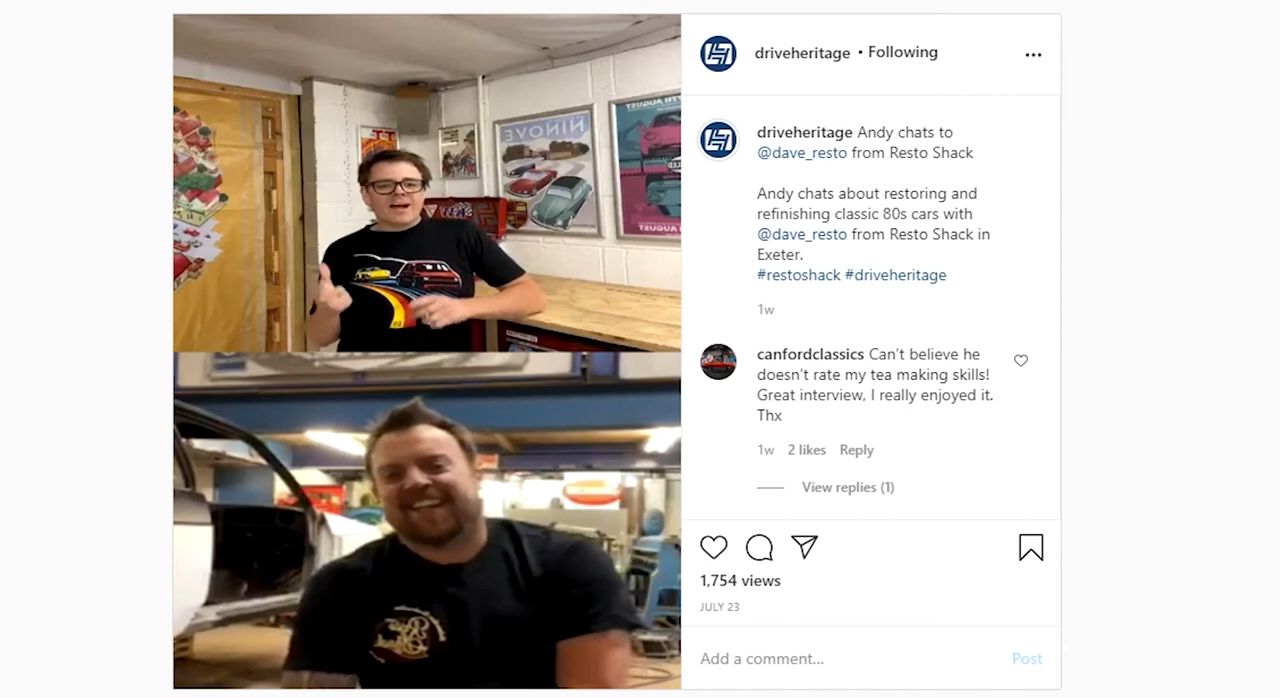 driveheritage • Following
driveheritage Andy chats to
@dave_resto from Resto Shack
Andy chats about restoring and
refinishing classic 80s cars with
@dave_resto from Resto Shack in
Exeter.
#restoshack #driveheritage
1w
canfordclassics Can't believe he
doesn't rate my tea making skills!
Great interview, I really enjoyed it.
Thx
1w 2 likes Reply
View replies (1)
1,754 views
JULY 23
Add a comment... Post
NINOVE
TH AUGUST
AUGUST